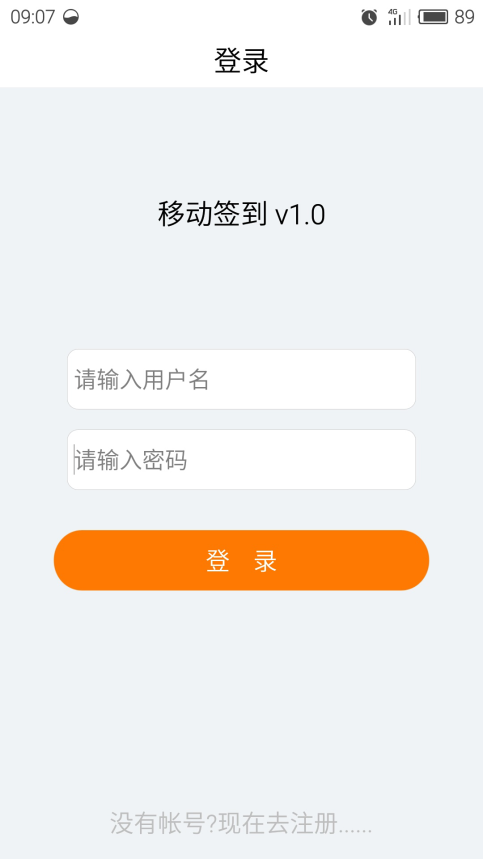 09:07 4G 89
登录
移动签到 v1.0
请输入用户名
请输入密码
登 录
没有帐号?现在去注册......